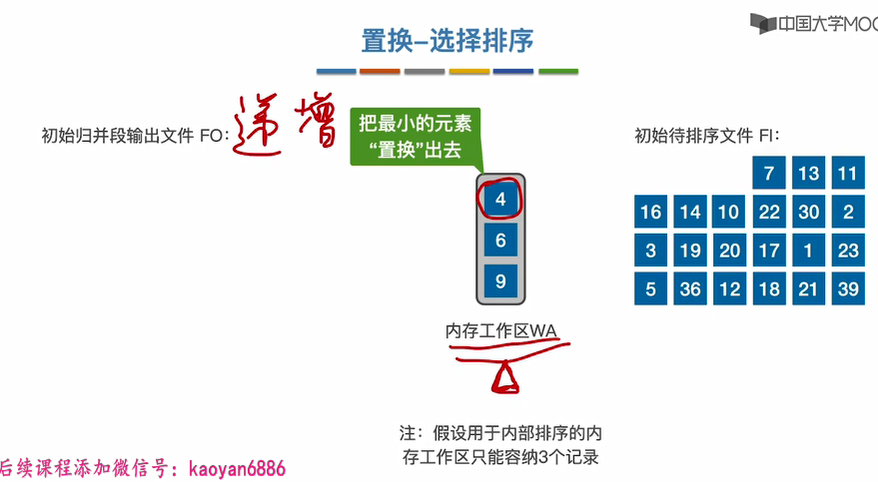 中国大学MOO
置换-选择排序
初始归并段输出文件 FO：
递增
把最小的元素
“置换”出去
初始待排序文件 FI：
7 13 11
16 14 10 22 30 2
3 19 20 17 1 23
5 36 12 18 21 39
4
6
9
内存工作区WA
注：假设用于内部排序的内
存工作区只能容纳3个记录
后续课程添加微信号：kaoyan6886